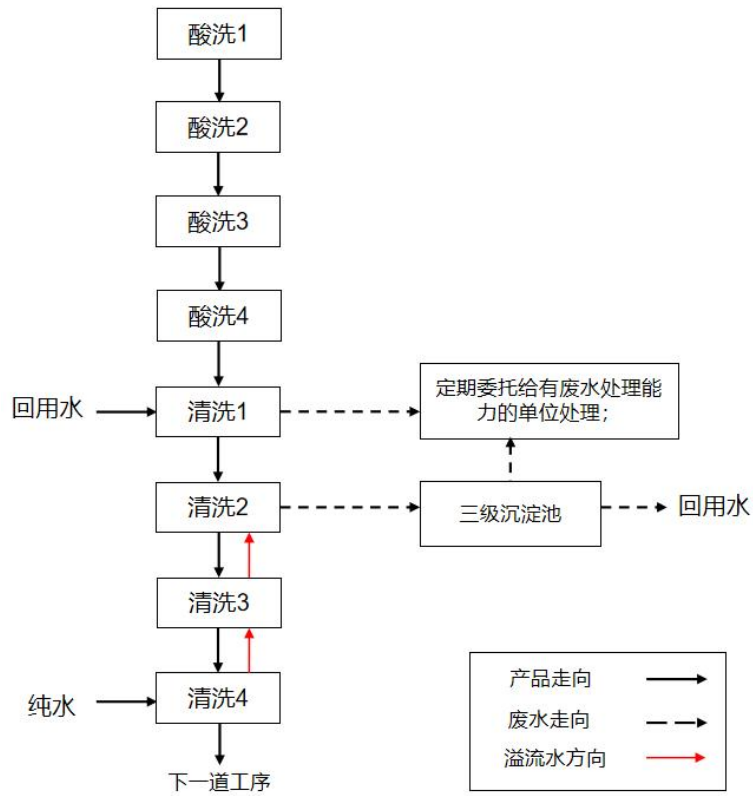 酸洗1
酸洗2
酸洗3
酸洗4
回用水
清洗1
定期委托给有废水处理能
力的单位处理；
清洗2
三级沉淀池
回用水
清洗3
纯水
清洗4
下一道工序
产品走向
废水走向
溢流水方向